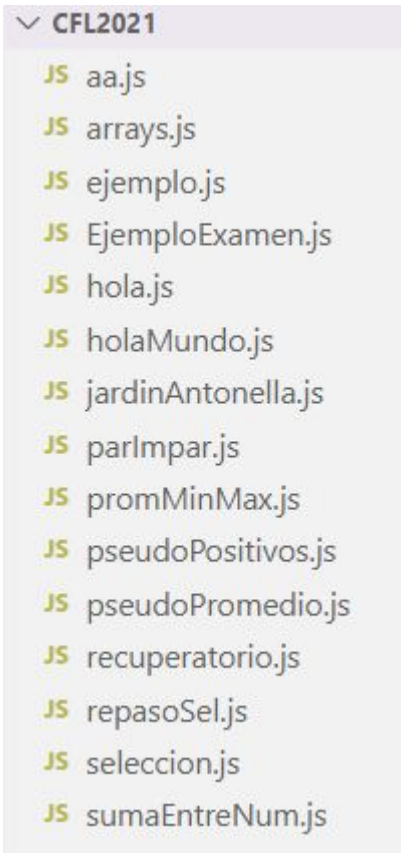 CFL2021
JS aa.js
JS arrays.js
JS ejemplo.js
JS EjemploExamen.js
JS hola.js
JS holaMundo.js
JS jardinAntonella.js
JS parImpar.js
JS promMinMax.js
JS pseudoPositivos.js
JS pseudoPromedio.js
JS recuperatorio.js
JS repasoSel.js
JS seleccion.js
JS sumaEntreNum.js